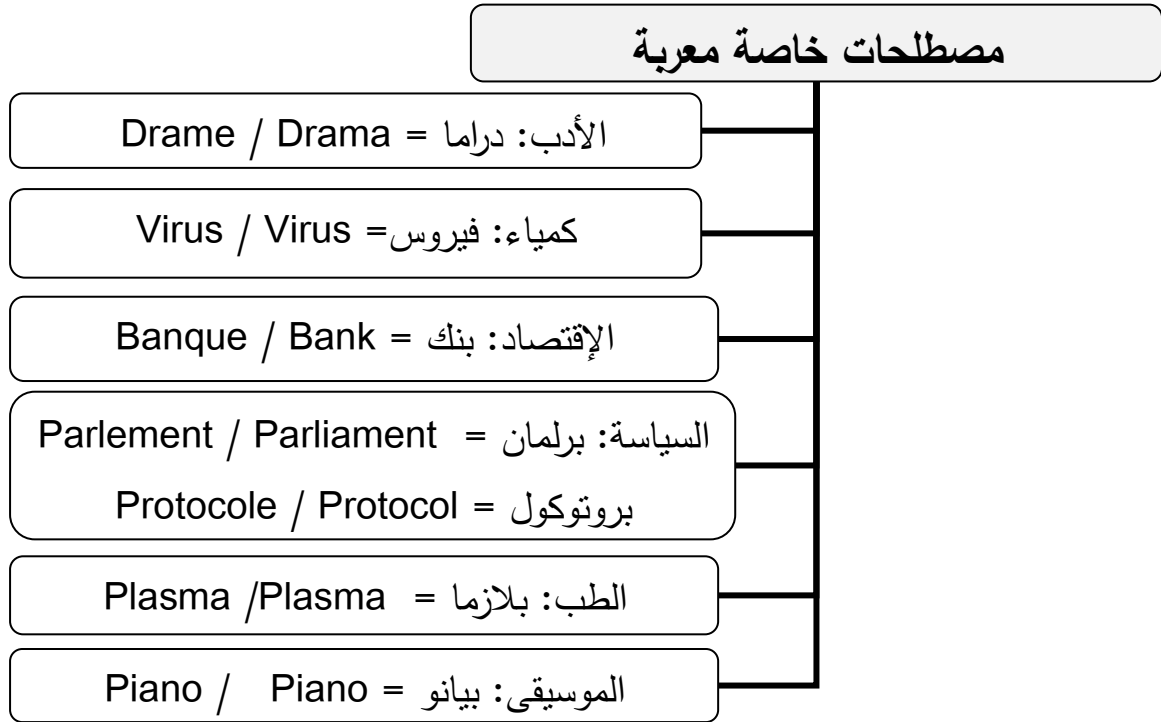 مصطلحات خاصة معربة
الأدب: دراما = Drame / Drama
كمياء: فيروس= Virus / Virus
الإقتصاد: بنك = Banque / Bank
السياسة: برلمان = Parlement / Parliament
بروتوكول = Protocole / Protocol
الطب: بلازما = Plasma /Plasma
الموسيقى: بيانو = Piano / Piano